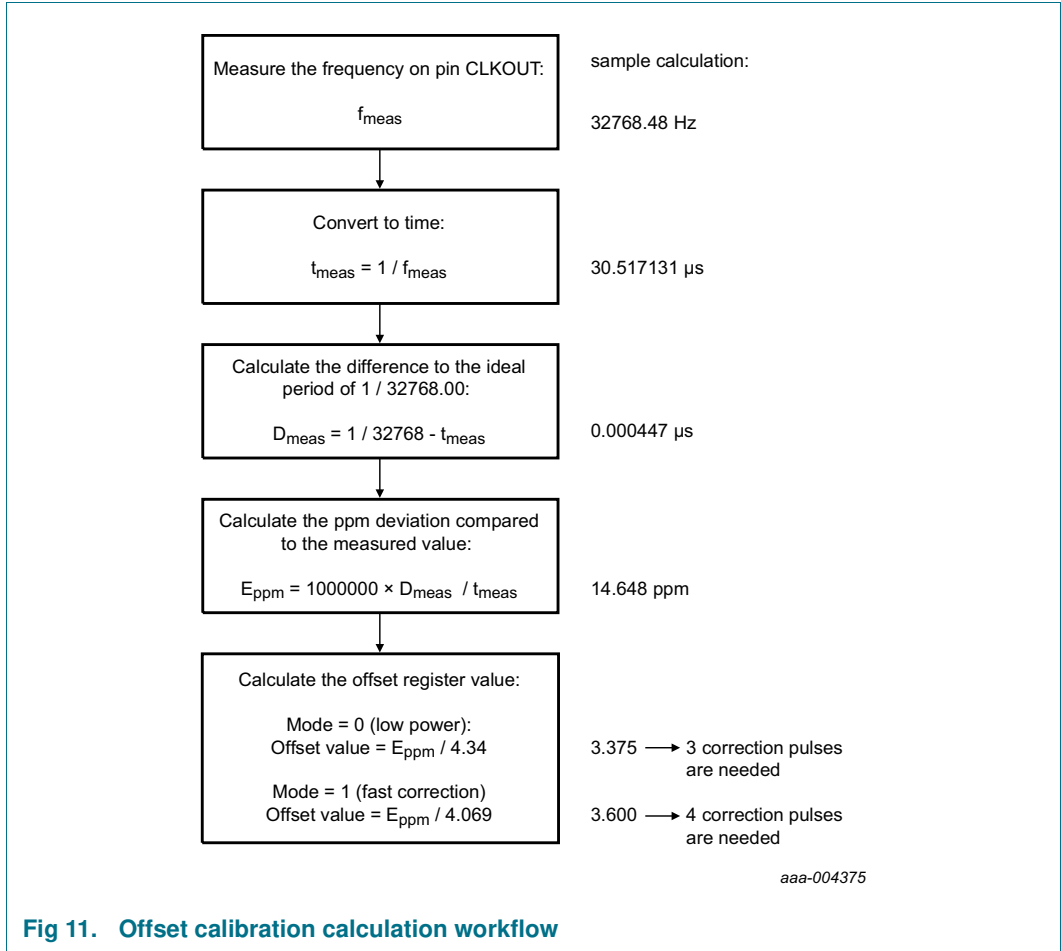 Measure the frequency on pin CLKOUT:
fmeas
sample calculation:
32768.48 Hz
Convert to time:
tmeas = 1 / fmeas
30.517131 µs
Calculate the difference to the ideal
period of 1 / 32768.00:
Dmeas = 1 / 32768 - tmeas
0.000447 µs
Calculate the ppm deviation compared
to the measured value:
Eppm = 1000000 × Dmeas / tmeas
14.648 ppm
Calculate the offset register value:
Mode = 0 (low power):
Offset value = Eppm / 4.34
3.375 → 3 correction pulses
are needed
Mode = 1 (fast correction)
Offset value = Eppm / 4.069
3.600 → 4 correction pulses
are needed
aaa-004375
Fig 11. Offset calibration calculation workflow